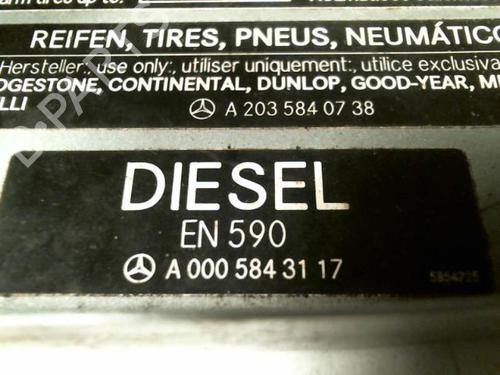 REIFEN, TIRES, PNEUS, NEUMÁTICO
Hersteller: use only:, utiliser uniquement:, utilice exclusiva
DGESTONE, CONTINENTAL, DUNLOP, GOOD-YEAR, MI
LLI
A 203 584 07 38
DIESEL
EN 590
A 000 584 31 17
5854725